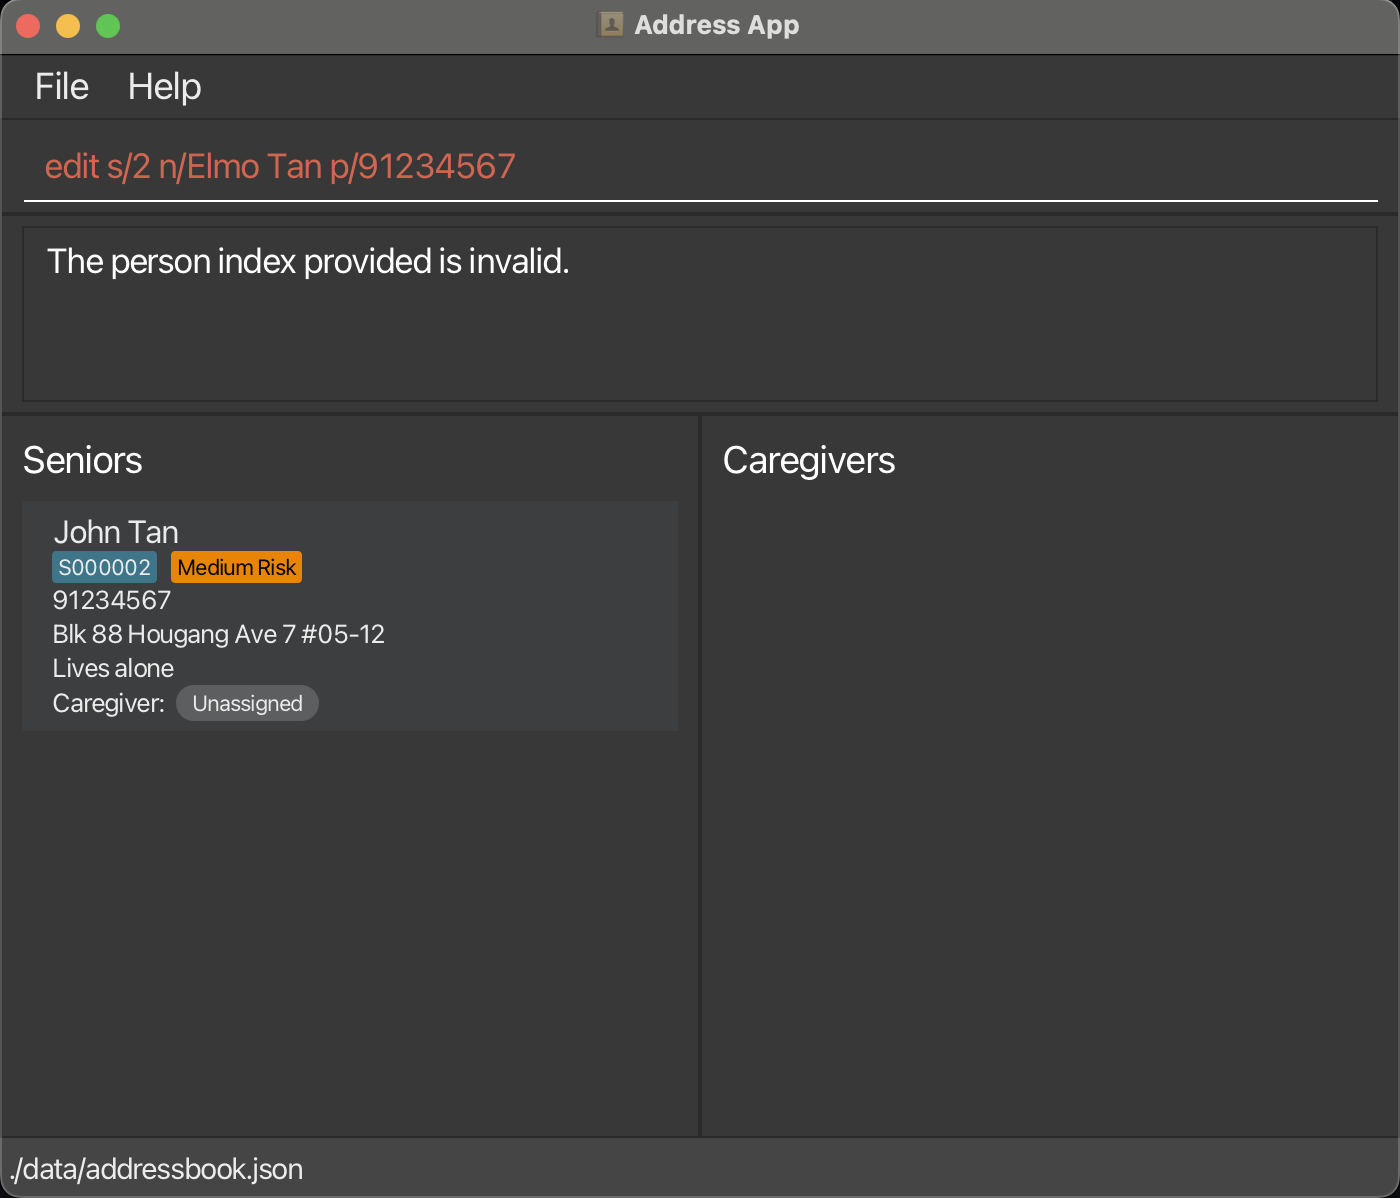 Address App
File Help
edit s/2 n/Elmo Tan p/91234567
The person index provided is invalid.
Seniors
John Tan
S000002 Medium Risk
91234567
Blk 88 Hougang Ave 7 #05-12
Lives alone
Caregiver: Unassigned
Caregivers
./data/addressbook.json